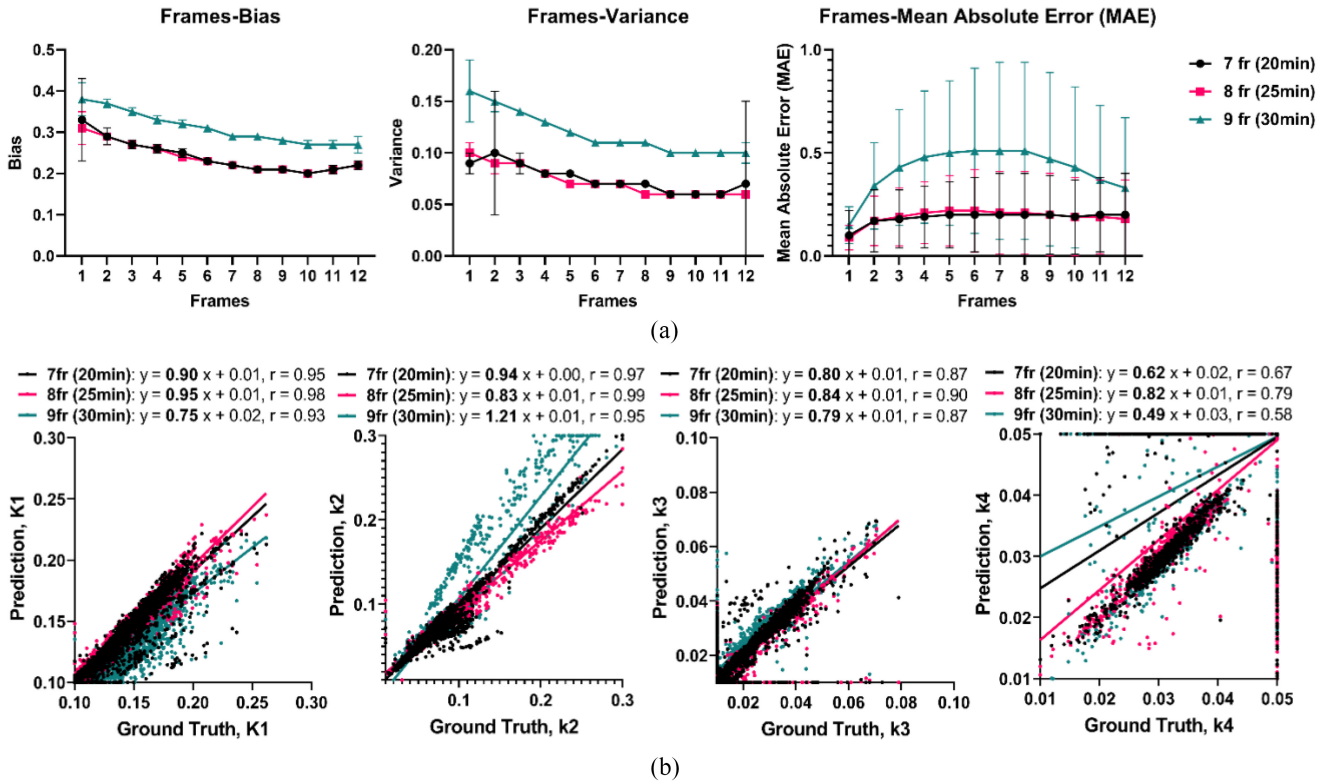 (a)
Frames-Bias
Bias
0.5
0.4
0.3
0.2
0.1
0.0
1 2 3 4 5 6 7 8 9 10 11 12
Frames
Frames-Variance
Variance
0.20
0.15
0.10
0.05
0.00
1 2 3 4 5 6 7 8 9 10 11 12
Frames
Frames-Mean Absolute Error (MAE)
Mean Absolute Error (MAE)
1.0
0.5
0.0
1 2 3 4 5 6 7 8 9 10 11 12
Frames
7 fr (20min)
8 fr (25min)
9 fr (30min)
(a)
7fr (20min): y = 0.90 x + 0.01, r = 0.95
8fr (25min): y = 0.95 x + 0.01, r = 0.98
9fr (30min): y = 0.75 x + 0.02, r = 0.93
Prediction, K1
0.30
0.25
0.20
0.15
0.10
0.10 0.15 0.20 0.25 0.30
Ground Truth, K1
7fr (20min): y = 0.94 x + 0.00, r = 0.97
8fr (25min): y = 0.83 x + 0.01, r = 0.99
9fr (30min): y = 1.21 x + 0.01, r = 0.95
Prediction, k2
0.3
0.2
0.1
0.1 0.2 0.3
Ground Truth, k2
7fr (20min): y = 0.80 x + 0.01, r = 0.87
8fr (25min): y = 0.84 x + 0.01, r = 0.90
9fr (30min): y = 0.79 x + 0.01, r = 0.87
Prediction, k3
0.10
0.08
0.06
0.04
0.02
0.02 0.04 0.06 0.08 0.10
Ground Truth, k3
7fr (20min): y = 0.62 x + 0.02, r = 0.67
8fr (25min): y = 0.82 x + 0.01, r = 0.79
9fr (30min): y = 0.49 x + 0.03, r = 0.58
Prediction, k4
0.05
0.04
0.03
0.02
0.01
0.01 0.02 0.03 0.04 0.05
Ground Truth, k4
(b)